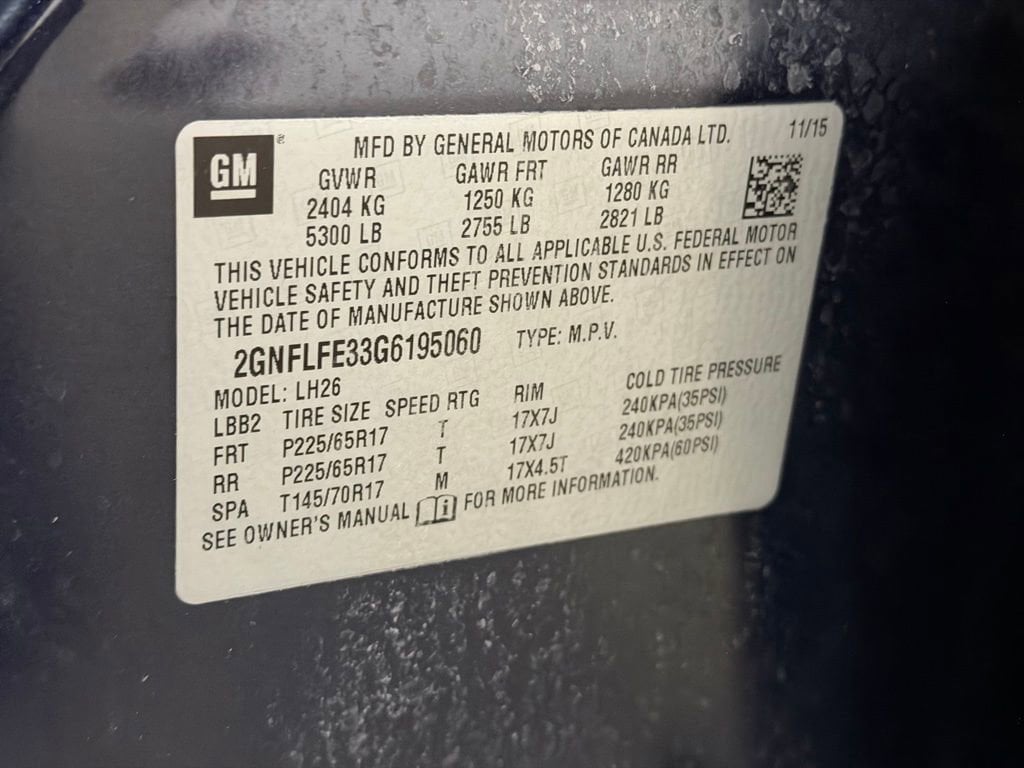 GM ® MFD BY GENERAL MOTORS OF CANADA LTD. 11/15
GVWR GAWR FRT GAWR RR
2404 KG 1250 KG 1280 KG
5300 LB 2755 LB 2821 LB
THIS VEHICLE CONFORMS TO ALL APPLICABLE U.S. FEDERAL MOTOR
VEHICLE SAFETY AND THEFT PREVENTION STANDARDS IN EFFECT ON
THE DATE OF MANUFACTURE SHOWN ABOVE.
2GNFLFE33G6195060 TYPE: M.P.V.
MODEL: LH26
LBB2 TIRE SIZE SPEED RTG RIM COLD TIRE PRESSURE
FRT P225/65R17 T 17X7J 240KPA(35PSI)
RR P225/65R17 T 17X7J 240KPA(35PSI)
SPA T145/70R17 M 17X4.5T 420KPA(60PSI)
SEE OWNER'S MANUAL i FOR MORE INFORMATION.